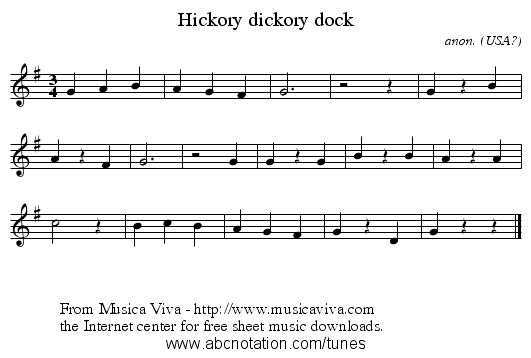 Hickory dickory dock
anon. (USA?)
3
4
From Musica Viva - http://www.musicaviva.com
the Internet center for free sheet music downloads.
www.abcnotation.com/tunes